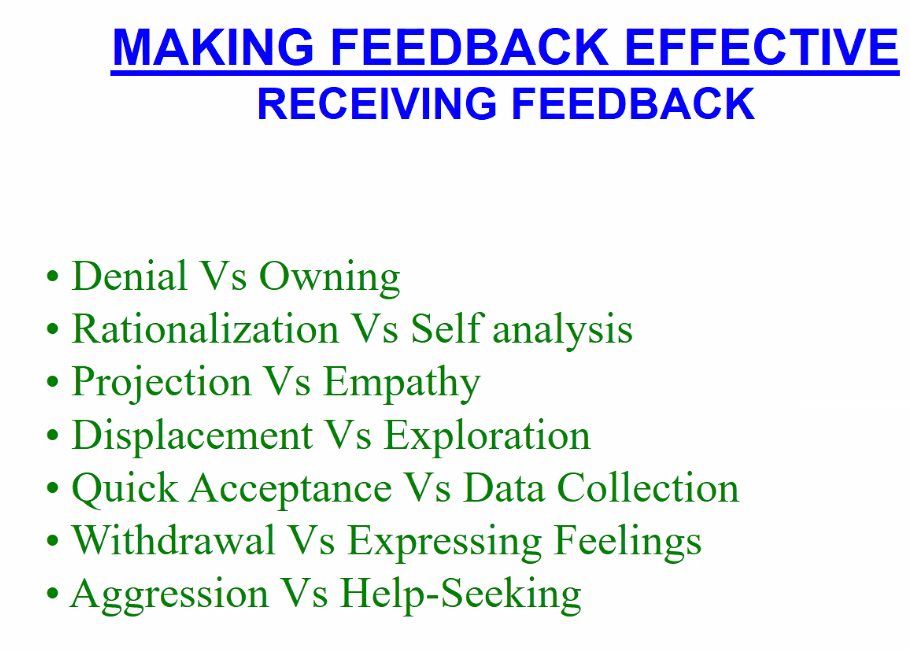 MAKING FEEDBACK EFFECTIVE
RECEIVING FEEDBACK
• Denial Vs Owning
• Rationalization Vs Self analysis
• Projection Vs Empathy
• Displacement Vs Exploration
• Quick Acceptance Vs Data Collection
• Withdrawal Vs Expressing Feelings
• Aggression Vs Help-Seeking